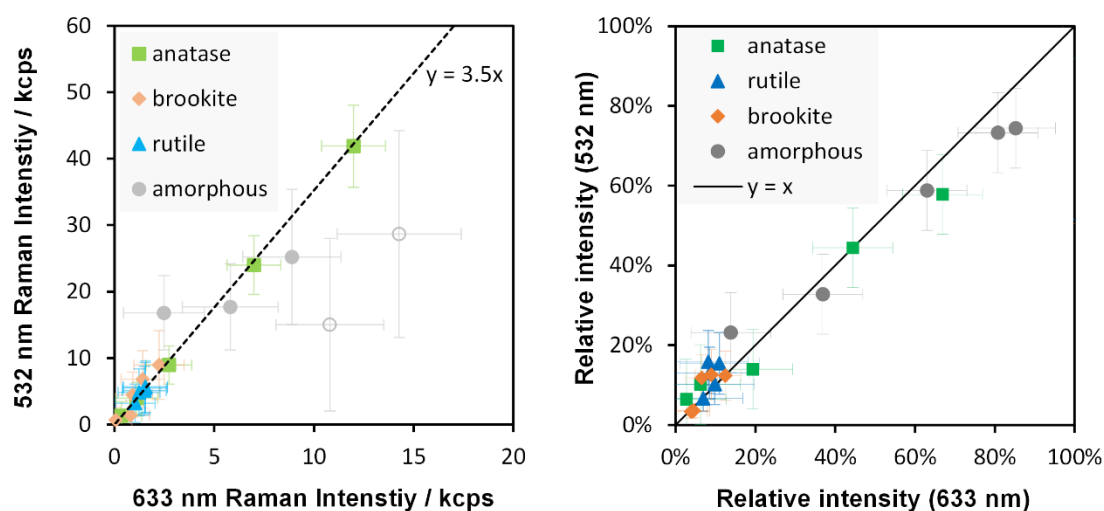 532 nm Raman Intenstiy / kcps
60
50
40
30
20
10
0
anatase
brookite
rutile
amorphous
y = 3.5x
0 5 10 15 20
633 nm Raman Intenstiy / kcps
Relative intensity (532 nm)
100%
80%
60%
40%
20%
0%
anatase
rutile
brookite
amorphous
y = x
0% 20% 40% 60% 80% 100%
Relative intensity (633 nm)